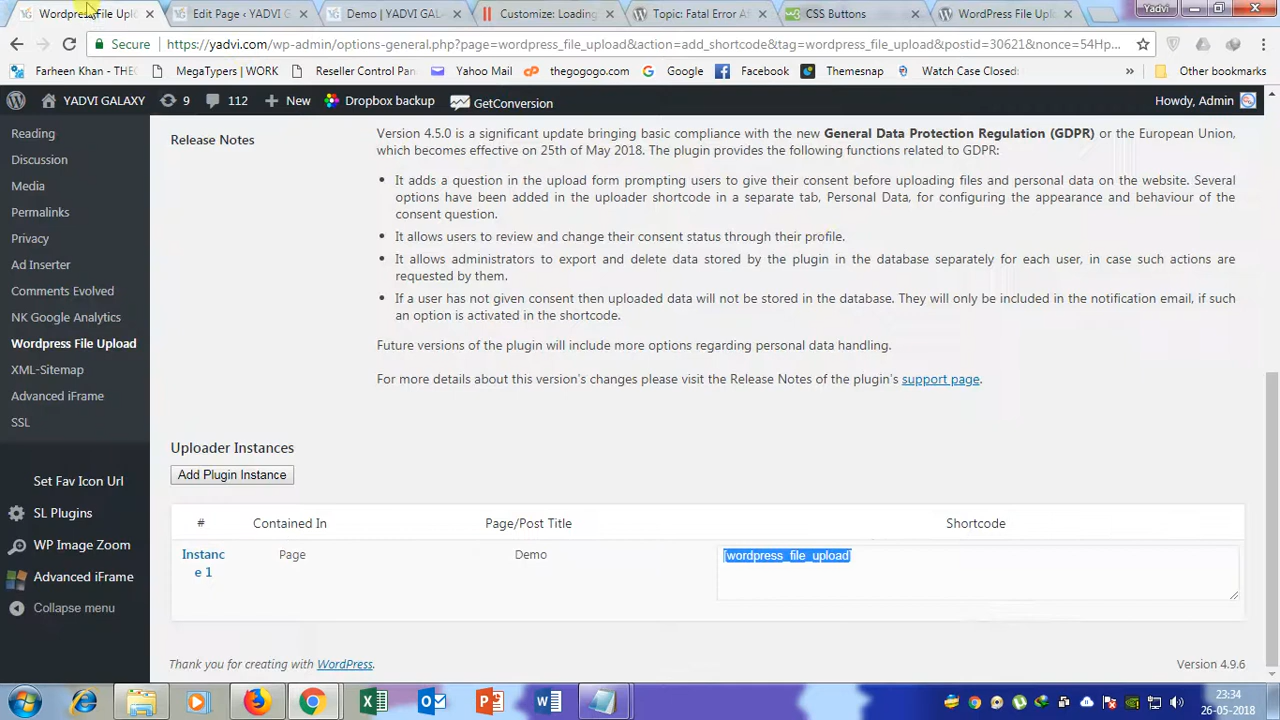 Wordpress File Upl
Edit Page ‹ YADVI G
Demo | YADVI GAL
Customize: Loading
Topic: Fatal Error A
CSS Buttons
WordPress File Upl
Yadvi
Secure
https://yadvi.com/wp-admin/options-general.php?page=wordpress_file_upload&action=add_shortcode&tag=wordpress_file_upload&postid=30621&nonce=54Hp...
Farheen Khan: THE
MegaTypers | WORK
Reseller Control Pan
Yahoo Mail
thegogogo.com
Google
Facebook
Themesnap
Watch Case Closed:
»
Other bookmarks
YADVI GALAXY
9
112
New
Dropbox backup
GetConversion
Howdy, Admin
Reading
Discussion
Media
Permalinks
Privacy
Ad Inserter
Comments Evolved
NK Google Analytics
Wordpress File Upload
XML-Sitemap
Advanced iFrame
SSL
Set Fav Icon Url
SL Plugins
WP Image Zoom
Advanced iFrame
Collapse menu
Release Notes
Version 4.5.0 is a significant update bringing basic compliance with the new General Data Protection Regulation (GDPR) or the European Union,
which becomes effective on 25th of May 2018. The plugin provides the following functions related to GDPR:
• It adds a question in the upload form prompting users to give their consent before uploading files and personal data on the website. Several
options have been added in the uploader shortcode in a separate tab, Personal Data, for configuring the appearance and behaviour of the
consent question.
• It allows users to review and change their consent status through their profile.
• It allows administrators to export and delete data stored by the plugin in the database separately for each user, in case such actions are
requested by them.
• If a user has not given consent then uploaded data will not be stored in the database. They will only be included in the notification email, if such
an option is activated in the shortcode.
Future versions of the plugin will include more options regarding personal data handling.
For more details about this version's changes please visit the Release Notes of the plugin's support page.
Uploader Instances
Add Plugin Instance
# Contained In Page/Post Title Shortcode
Instanc
e 1
Page
Demo
[wordpress_file_upload]
Thank you for creating with WordPress.
Version 4.9.6
23:34
26-05-2018